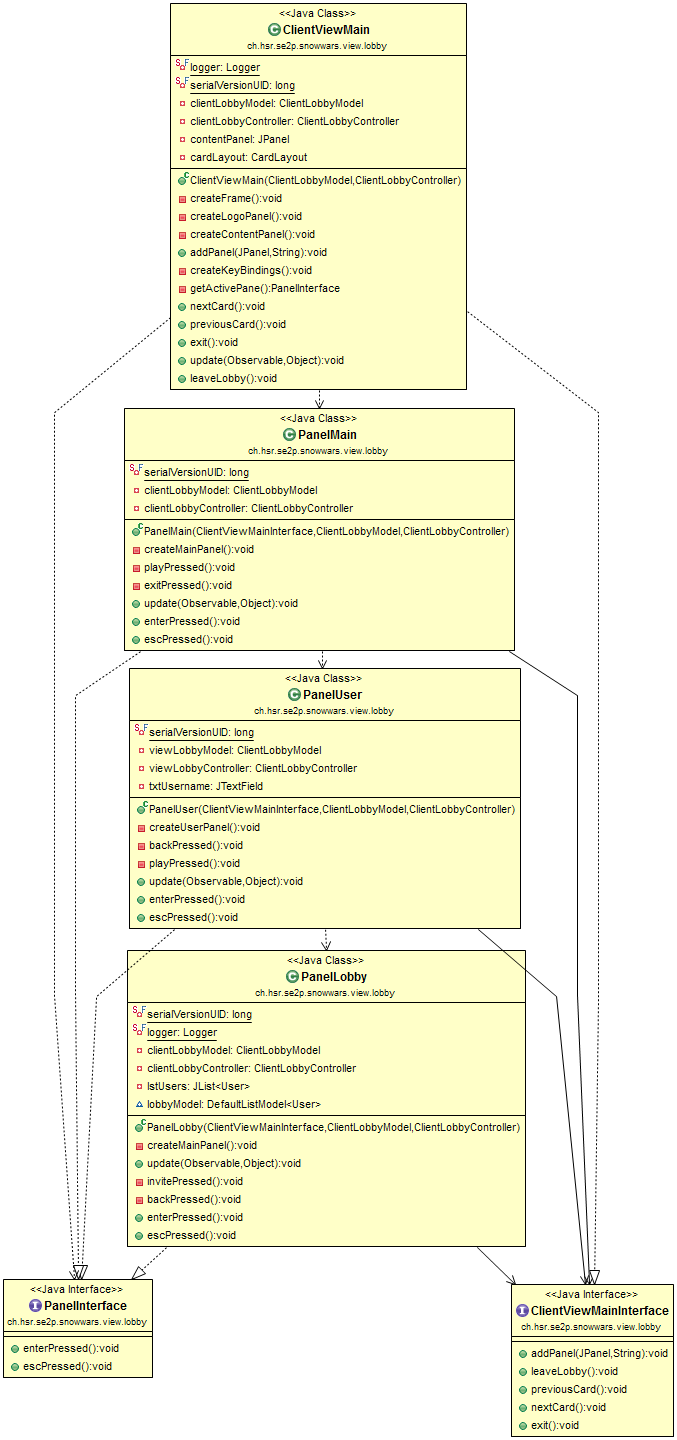 <<Java Class>>
ClientViewMain
ch.hsr.se2p.snowwars.view.lobby
logger: Logger
serialVersionUID: long
clientLobbyModel: ClientLobbyModel
clientLobbyController: ClientLobbyController
contentPanel: JPanel
cardLayout: CardLayout
ClientViewMain(ClientLobbyModel,ClientLobbyController)
createFrame():void
createLogoPanel():void
createContentPanel():void
addPanel(JPanel,String):void
createKeyBindings():void
getActivePane():PanelInterface
nextCard():void
previousCard():void
exit():void
update(Observable,Object):void
leaveLobby():void
<<Java Class>>
PanelMain
ch.hsr.se2p.snowwars.view.lobby
serialVersionUID: long
clientLobbyModel: ClientLobbyModel
clientLobbyController: ClientLobbyController
PanelMain(ClientViewMainInterface,ClientLobbyModel,ClientLobbyController)
createMainPanel():void
playPressed():void
exitPressed():void
update(Observable,Object):void
enterPressed():void
escPressed():void
<<Java Class>>
PanelUser
ch.hsr.se2p.snowwars.view.lobby
serialVersionUID: long
viewLobbyModel: ClientLobbyModel
viewLobbyController: ClientLobbyController
txtUsername: JTextField
PanelUser(ClientViewMainInterface,ClientLobbyModel,ClientLobbyController)
createUserPanel():void
backPressed():void
playPressed():void
update(Observable,Object):void
enterPressed():void
escPressed():void
<<Java Class>>
PanelLobby
ch.hsr.se2p.snowwars.view.lobby
serialVersionUID: long
logger: Logger
clientLobbyModel: ClientLobbyModel
clientLobbyController: ClientLobbyController
lstUsers: JList<User>
lobbyModel: DefaultListModel<User>
PanelLobby(ClientViewMainInterface,ClientLobbyModel,ClientLobbyController)
createMainPanel():void
update(Observable,Object):void
invitePressed():void
backPressed():void
enterPressed():void
escPressed():void
<<Java Interface>>
PanelInterface
ch.hsr.se2p.snowwars.view.lobby
enterPressed():void
escPressed():void
<<Java Interface>>
ClientViewMainInterface
ch.hsr.se2p.snowwars.view.lobby
addPanel(JPanel,String):void
leaveLobby():void
previousCard():void
nextCard():void
exit():void